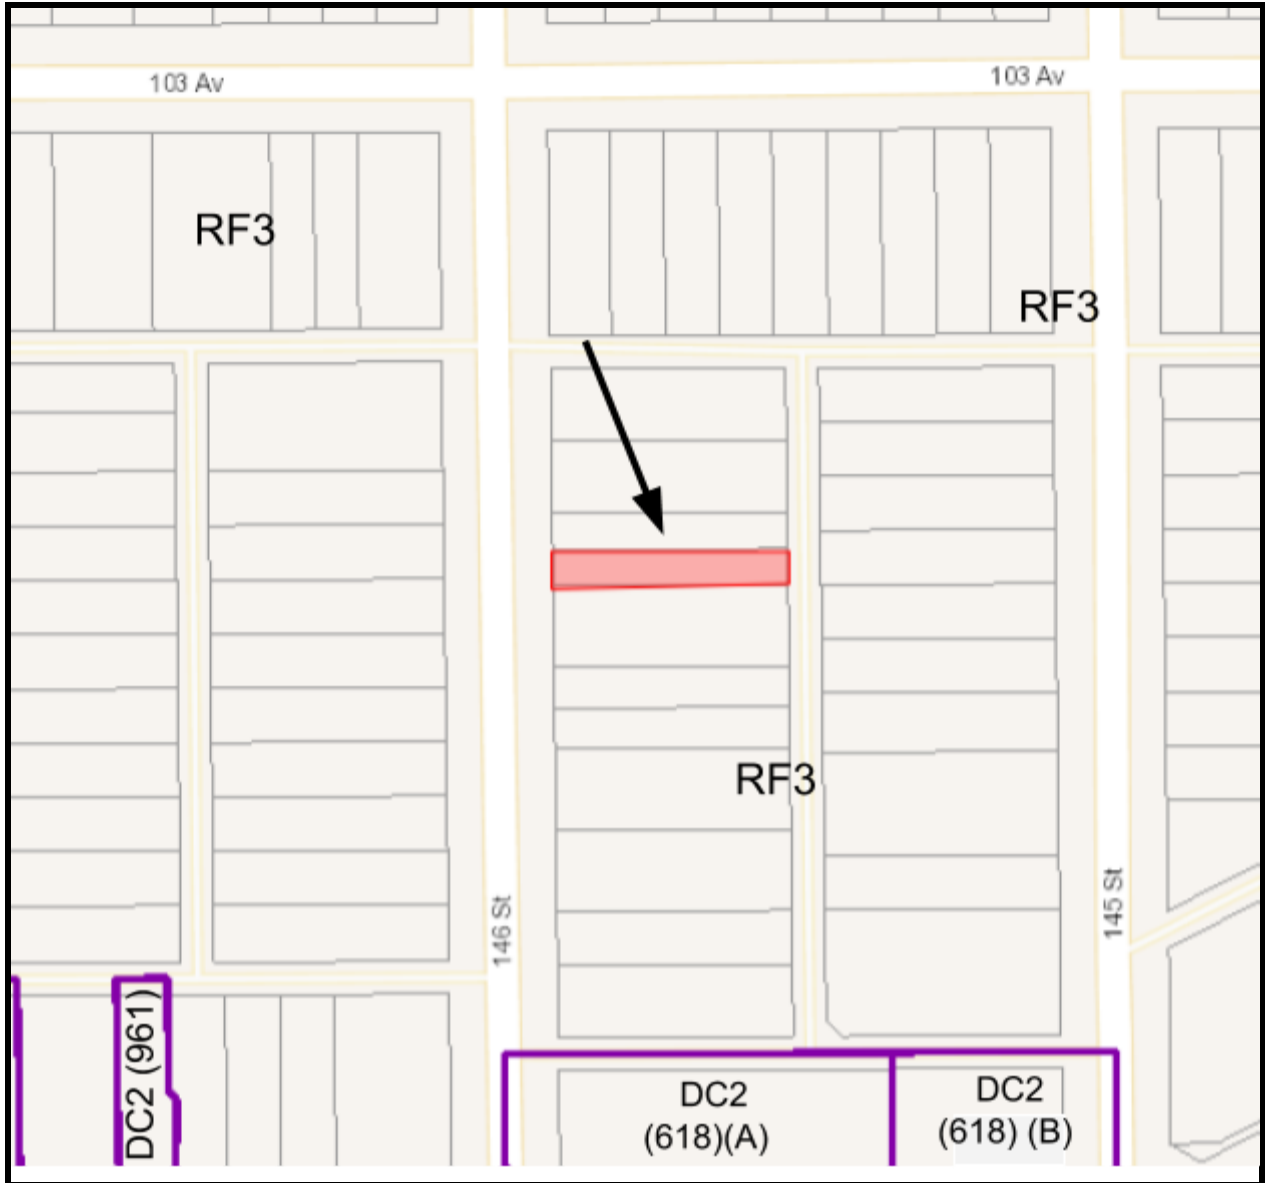 103 Av
103 Av
RF3
RF3
RF3
146 St
145 St
DC2 (961)
DC2
(618)(A)
DC2
(618) (B)